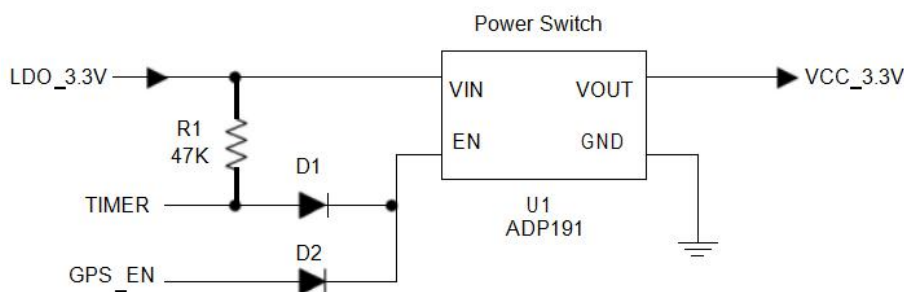 Power Switch
LDO_3.3V
VIN
VOUT
VCC_3.3V
R1
47K
EN
GND
D1
TIMER
U1
ADP191
D2
GPS_EN